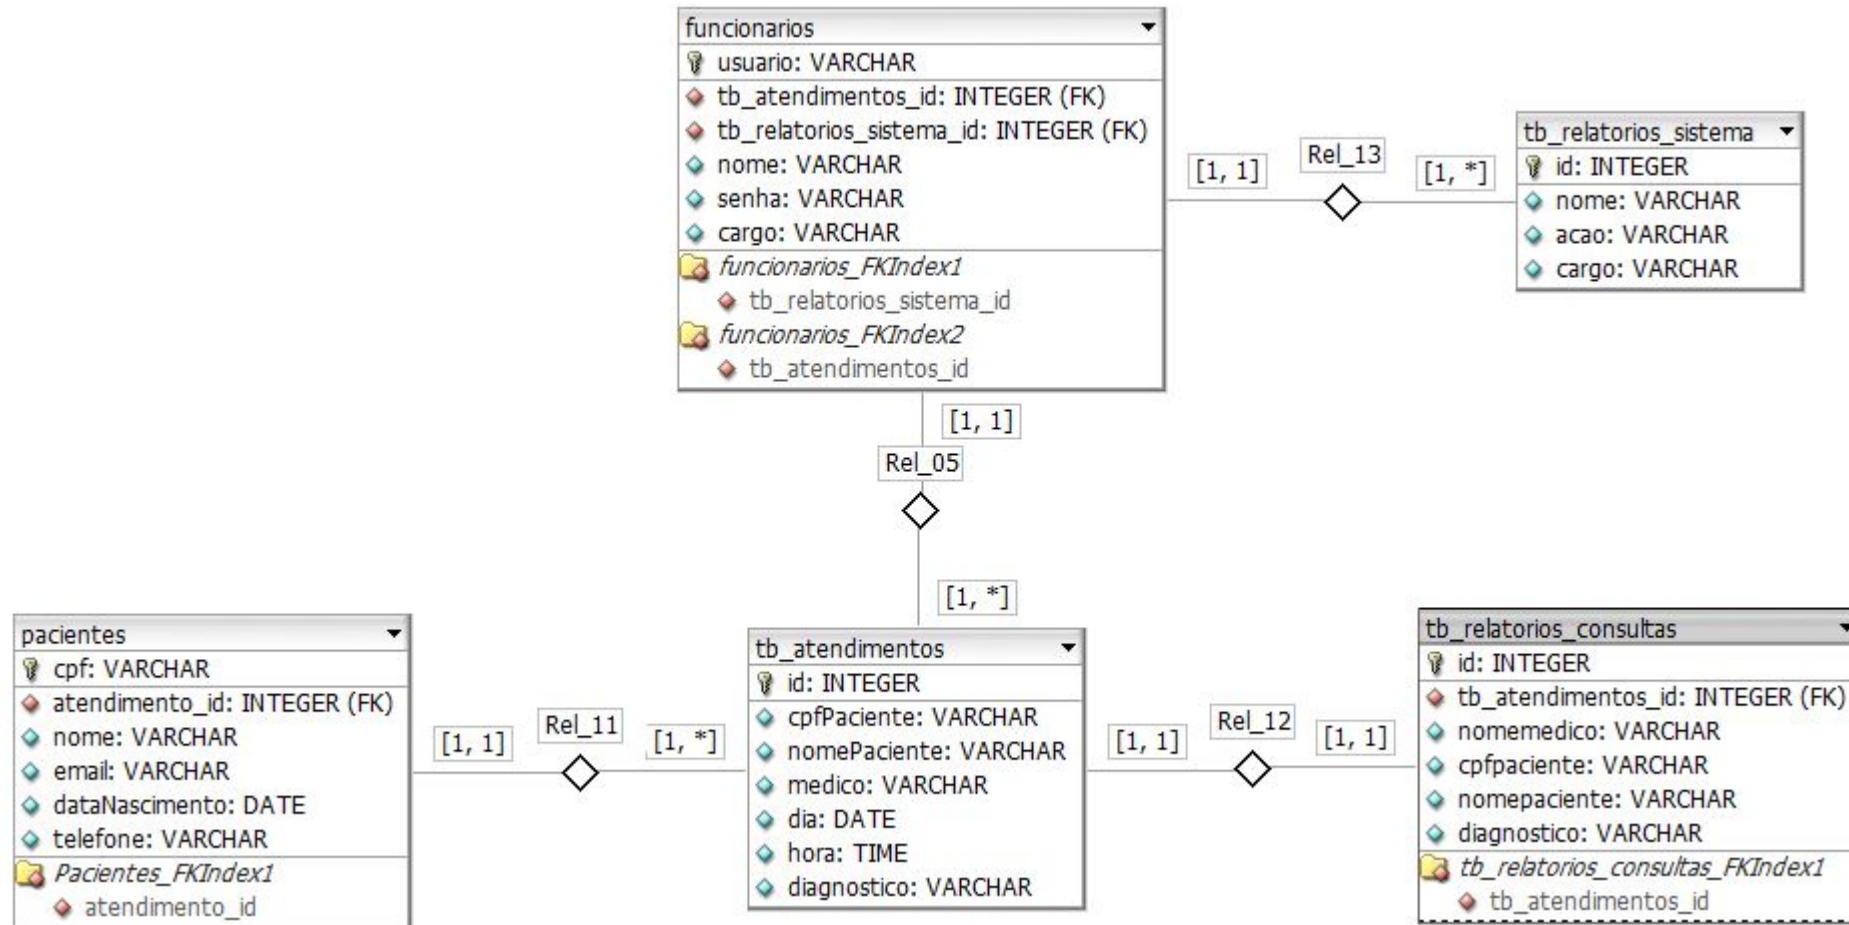 funcionarios
usuario: VARCHAR
tb_atendimentos_id: INTEGER (FK)
tb_relatorios_sistema_id: INTEGER (FK)
nome: VARCHAR
senha: VARCHAR
cargo: VARCHAR
funcionarios_FKIndex1
tb_relatorios_sistema_id
funcionarios_FKIndex2
tb_atendimentos_id
[1, 1]
Rel_13
[1, *]
tb_relatorios_sistema
id: INTEGER
nome: VARCHAR
acao: VARCHAR
cargo: VARCHAR
[1, 1]
Rel_05
[1, *]
pacientes
cpf: VARCHAR
atendimento_id: INTEGER (FK)
nome: VARCHAR
email: VARCHAR
dataNascimento: DATE
telefone: VARCHAR
Pacientes_FKIndex1
atendimento_id
[1, 1]
Rel_11
[1, *]
tb_atendimentos
id: INTEGER
cpfPaciente: VARCHAR
nomePaciente: VARCHAR
medico: VARCHAR
dia: DATE
hora: TIME
diagnostico: VARCHAR
[1, 1]
Rel_12
[1, 1]
tb_relatorios_consultas
id: INTEGER
tb_atendimentos_id: INTEGER (FK)
nomemedico: VARCHAR
cpfpaciente: VARCHAR
nomepaciente: VARCHAR
diagnostico: VARCHAR
tb_relatorios_consultas_FKIndex1
tb_atendimentos_id